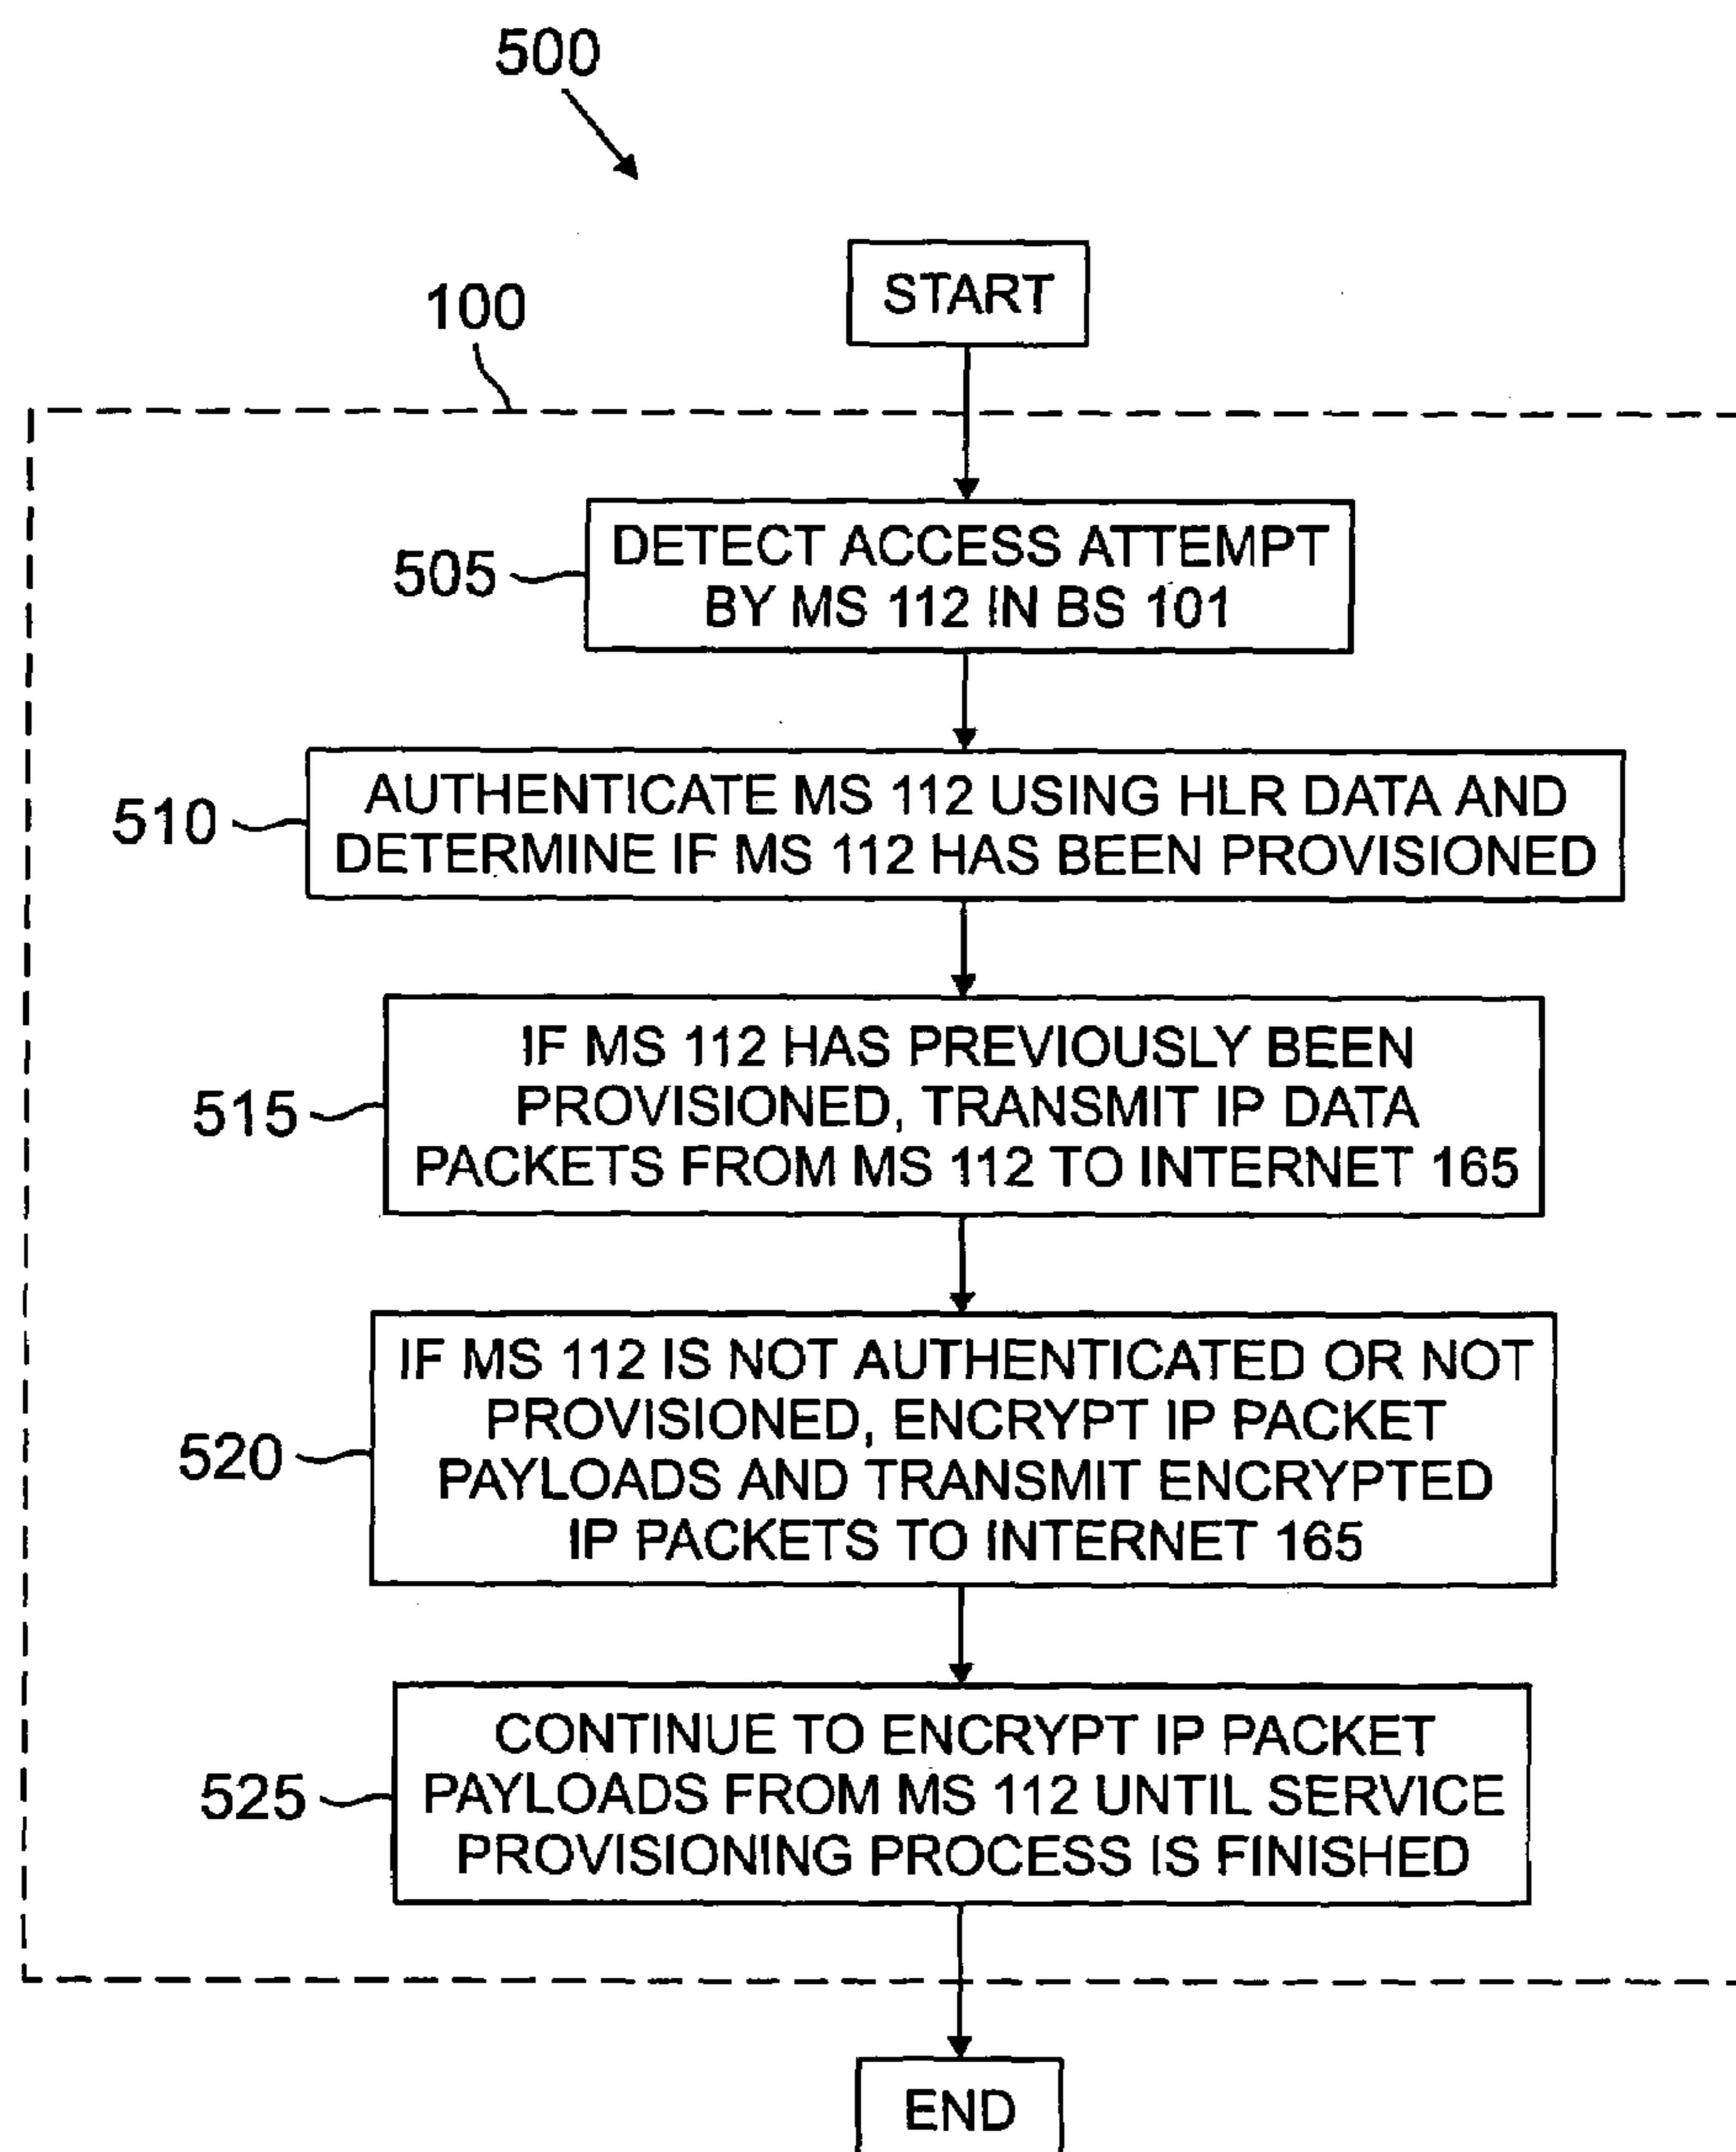 500
START
100
505
DETECT ACCESS ATTEMPT
BY MS 112 IN BS 101
510
AUTHENTICATE MS 112 USING HLR DATA AND
DETERMINE IF MS 112 HAS BEEN PROVISIONED
515
IF MS 112 HAS PREVIOUSLY BEEN
PROVISIONED, TRANSMIT IP DATA
PACKETS FROM MS 112 TO INTERNET 165
520
IF MS 112 IS NOT AUTHENTICATED OR NOT
PROVISIONED, ENCRYPT IP PACKET
PAYLOADS AND TRANSMIT ENCRYPTED
IP PACKETS TO INTERNET 165
525
CONTINUE TO ENCRYPT IP PACKET
PAYLOADS FROM MS 112 UNTIL SERVICE
PROVISIONING PROCESS IS FINISHED
END